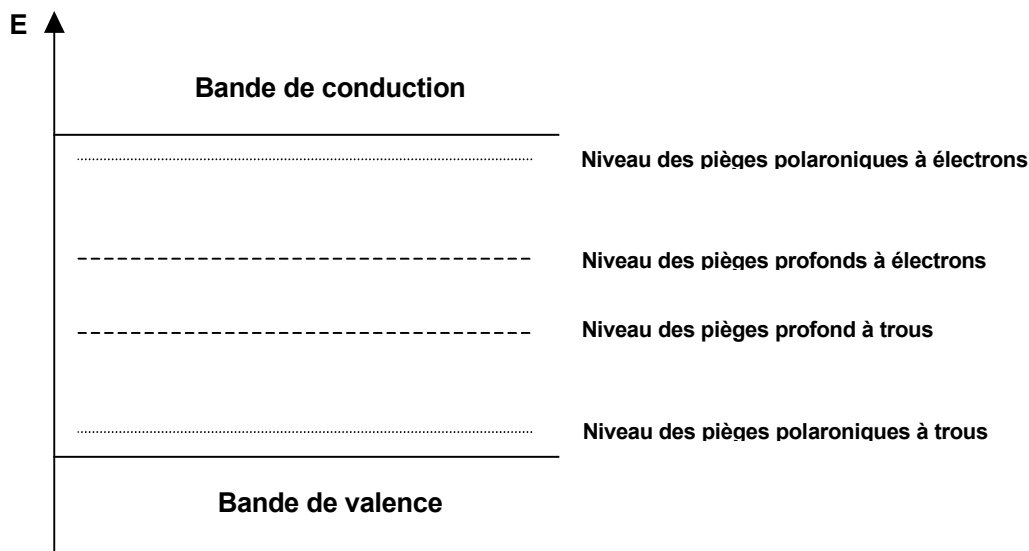 E
Bande de conduction
Niveau des pièges polaroniques à électrons
Niveau des pièges profonds à électrons
Niveau des pièges profond à trous
Niveau des pièges polaroniques à trous
Bande de valence